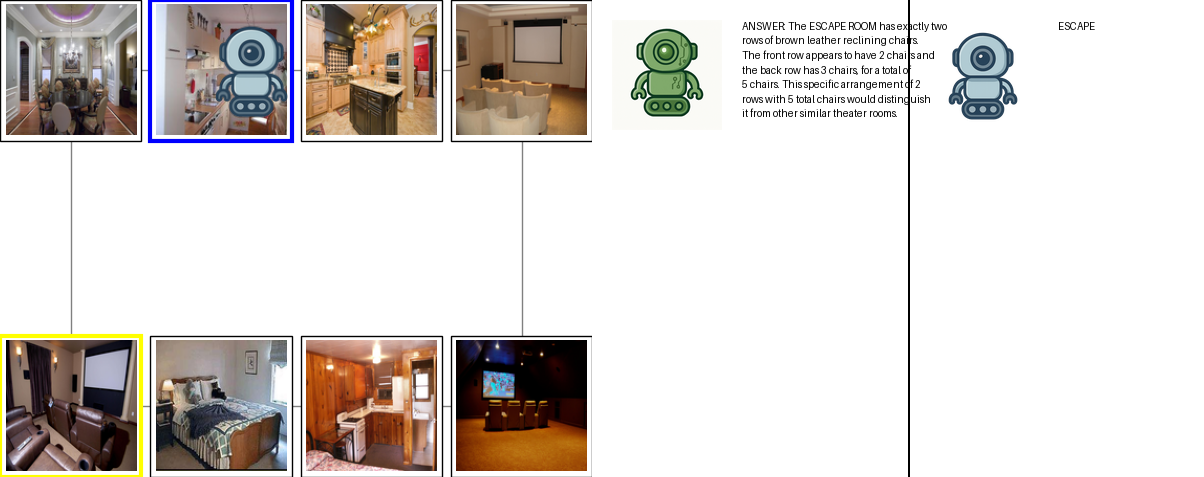 ANSWER: The ESCAPE ROOM has exactly two
rows of brown leather reclining chairs.
The front row appears to have 2 chairs and
the back row has 3 chairs, for a total of
5 chairs. This specific arrangement of 2
rows with 5 total chairs would distinguish
it from other similar theater rooms.
ESCAPE